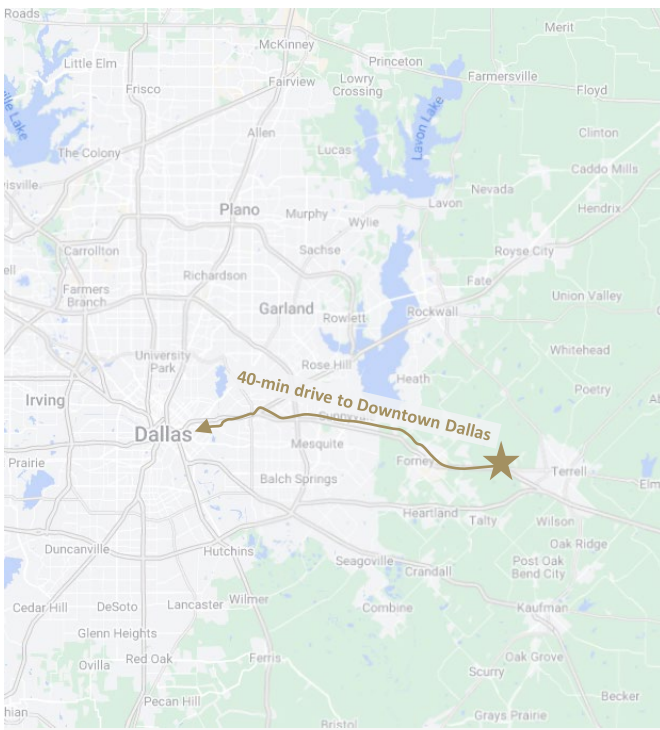 Roads
Merit
McKinney
Princeton
Little Elm
Fairview
Lowry
Crossing
Farmersville
Frisco
Floyd
Lavon Lake
Allen
Clinton
The Colony
Lucas
Caddo Mills
Nevada
Plano
Murphy
Lavon
Hendrix
Wylie
Carrollton
Sachse
Royse City
Richardson
Fate
Farmers
Branch
Garland
Union Valley
Rowlett
Rockwall
University
Park
Whitehead
Rose Hill
Heath
Poetry
Irving
40-min drive to Downtown Dallas
Dallas
Mesquite
Prairie
Forney
Terrell
Balch Springs
Heartland
Talty
Wilson
Duncanville
Hutchins
Oak Ridge
Seagoville
Crandall
Post Oak
Bend City
Cedar Hill
DeSoto
Lancaster
Wilmer
Combine
Kaufman
Glenn Heights
Ovilla
Red Oak
Ferris
Oak Grove
Scurry
Pecan Hill
Becker
Grays Prairie
Bristol